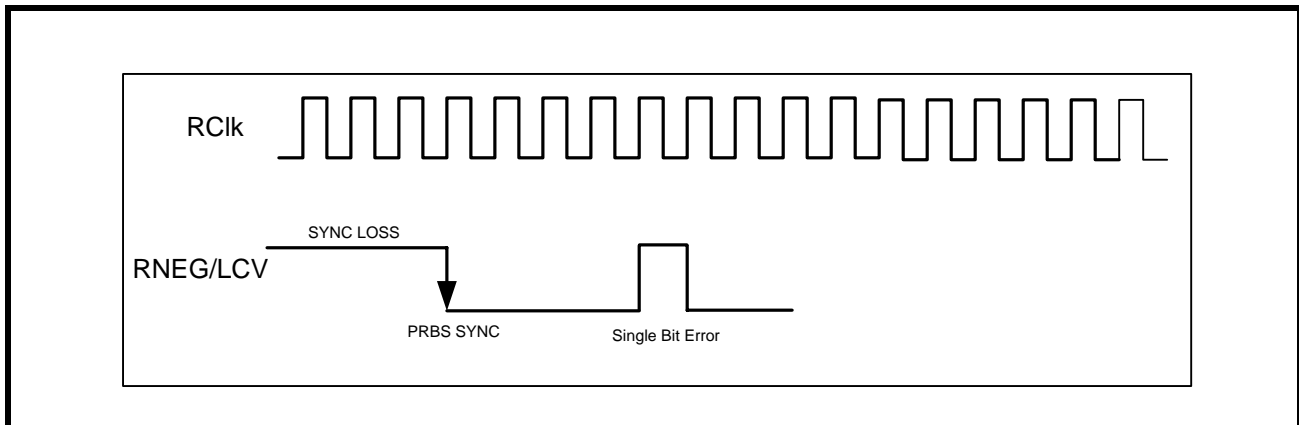 RClk
SYNC LOSS
RNEG/LCV
PRBS SYNC
Single Bit Error